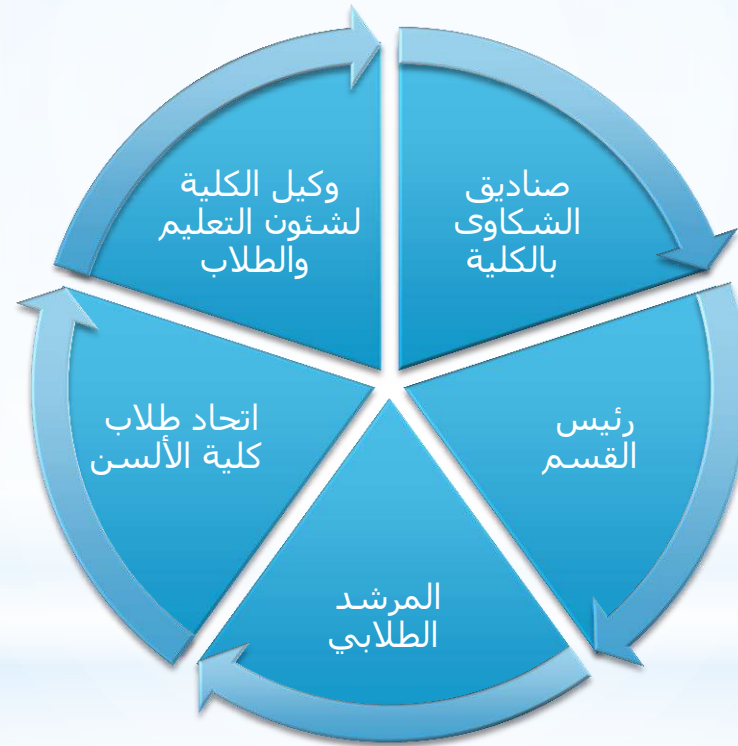 صناديق
الشكاوى
بالكلية
رئيس
القسم
المرشد
الطلابي
اتحاد طلاب
كلية الألسن
وكيل الكلية
لشئون التعليم
والطلاب